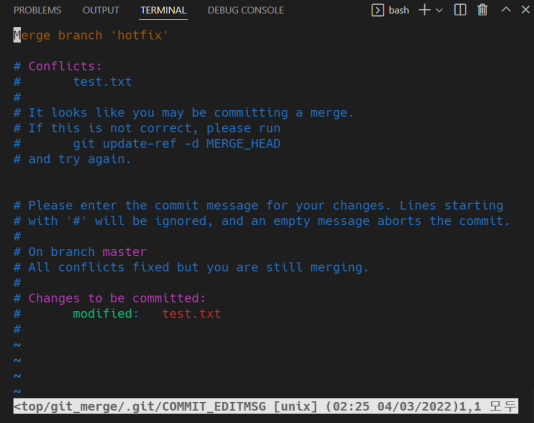 PROBLEMS OUTPUT TERMINAL DEBUG CONSOLE bash
Merge branch 'hotfix'
# Conflicts:
#       test.txt
#
# It looks like you may be committing a merge.
# If this is not correct, please run
#       git update-ref -d MERGE_HEAD
# and try again.
# Please enter the commit message for your changes. Lines starting
# with '#' will be ignored, and an empty message aborts the commit.
#
# On branch master
# All conflicts fixed but you are still merging.
#
# Changes to be committed:
#       modified:   test.txt
#
~
~
~
~
<top/git_merge/.git/COMMIT_EDITMSG [unix] (02:25 04/03/2022)1,1 모두